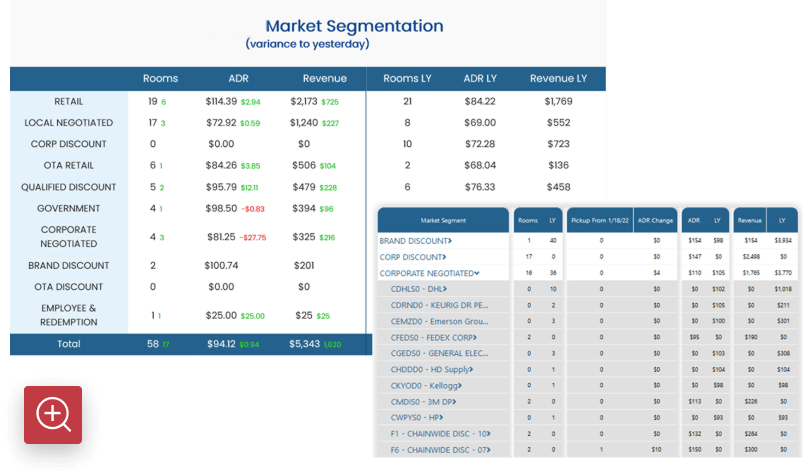 Market Segmentation
(variance to yesterday)
Rooms ADR Revenue Rooms LY ADR LY Revenue LY
RETAIL 19 6 $114.39 $2.94 $2,173 $725 21 $84.22 $1,769
LOCAL NEGOTIATED 17 3 $72.92 $0.59 $1,240 $227 8 $69.00 $552
CORP DISCOUNT 0 $0.00 $0 10 $72.28 $723
OTA RETAIL 6 1 $84.26 $3.85 $506 $104 2 $68.04 $136
QUALIFIED DISCOUNT 5 2 $95.79 $12.11 $479 $228 6 $76.33 $458
GOVERNMENT 4 1 $98.50 -$0.83 $394 $96
CORPORATE
NEGOTIATED 4 3 $81.25 -$27.75 $325 $216
BRAND DISCOUNT 2 $100.74 $201
OTA DISCOUNT 0 $0.00 $0
EMPLOYEE &
REDEMPTION 1 1 $25.00 $25.00 $25 $25
Total 58 17 $94.12 $0.94 $5,343 1,620
Market Segment Rooms LY Pickup From 1/18/22 ADR Change ADR LY Revenue LY
BRAND DISCOUNT> 1 40 0 $0 $154 $98 $154 $3,934
CORP DISCOUNT> 17 0 0 $0 $147 $0 $2,498 $0
CORPORATE NEGOTIATED 16 36 0 $4 $110 $105 $1,765 $3,770
CDHLS0 - DHL> 0 10 0 $0 $0 $102 $0 $1,018
CDRND0 - KEURIG DR PE... 0 2 0 $0 $0 $105 $0 $211
CEMZD0 - Emerson Grou... 0 3 0 $0 $0 $100 $0 $301
CFEDS0 - FEDEX CORP> 2 0 0 $0 $95 $0 $190 $0
CGEDS0 - GENERAL ELEC... 0 3 0 $0 $0 $103 $0 $308
CHDDD0 - HD Supply> 0 1 0 $0 $0 $104 $0 $104
CKYOD0 - Kellogg> 0 1 0 $0 $0 $98 $0 $98
CMDIS0 - 3M DP> 2 0 0 $0 $113 $0 $226 $0
CWPYS0 - HP> 0 1 0 $0 $0 $93 $0 $93
F1 - CHAINWIDE DISC - 10> 2 0 0 $0 $132 $0 $264 $0
F6 - CHAINWIDE DISC - 07> 2 0 1 $10 $150 $0 $300 $0